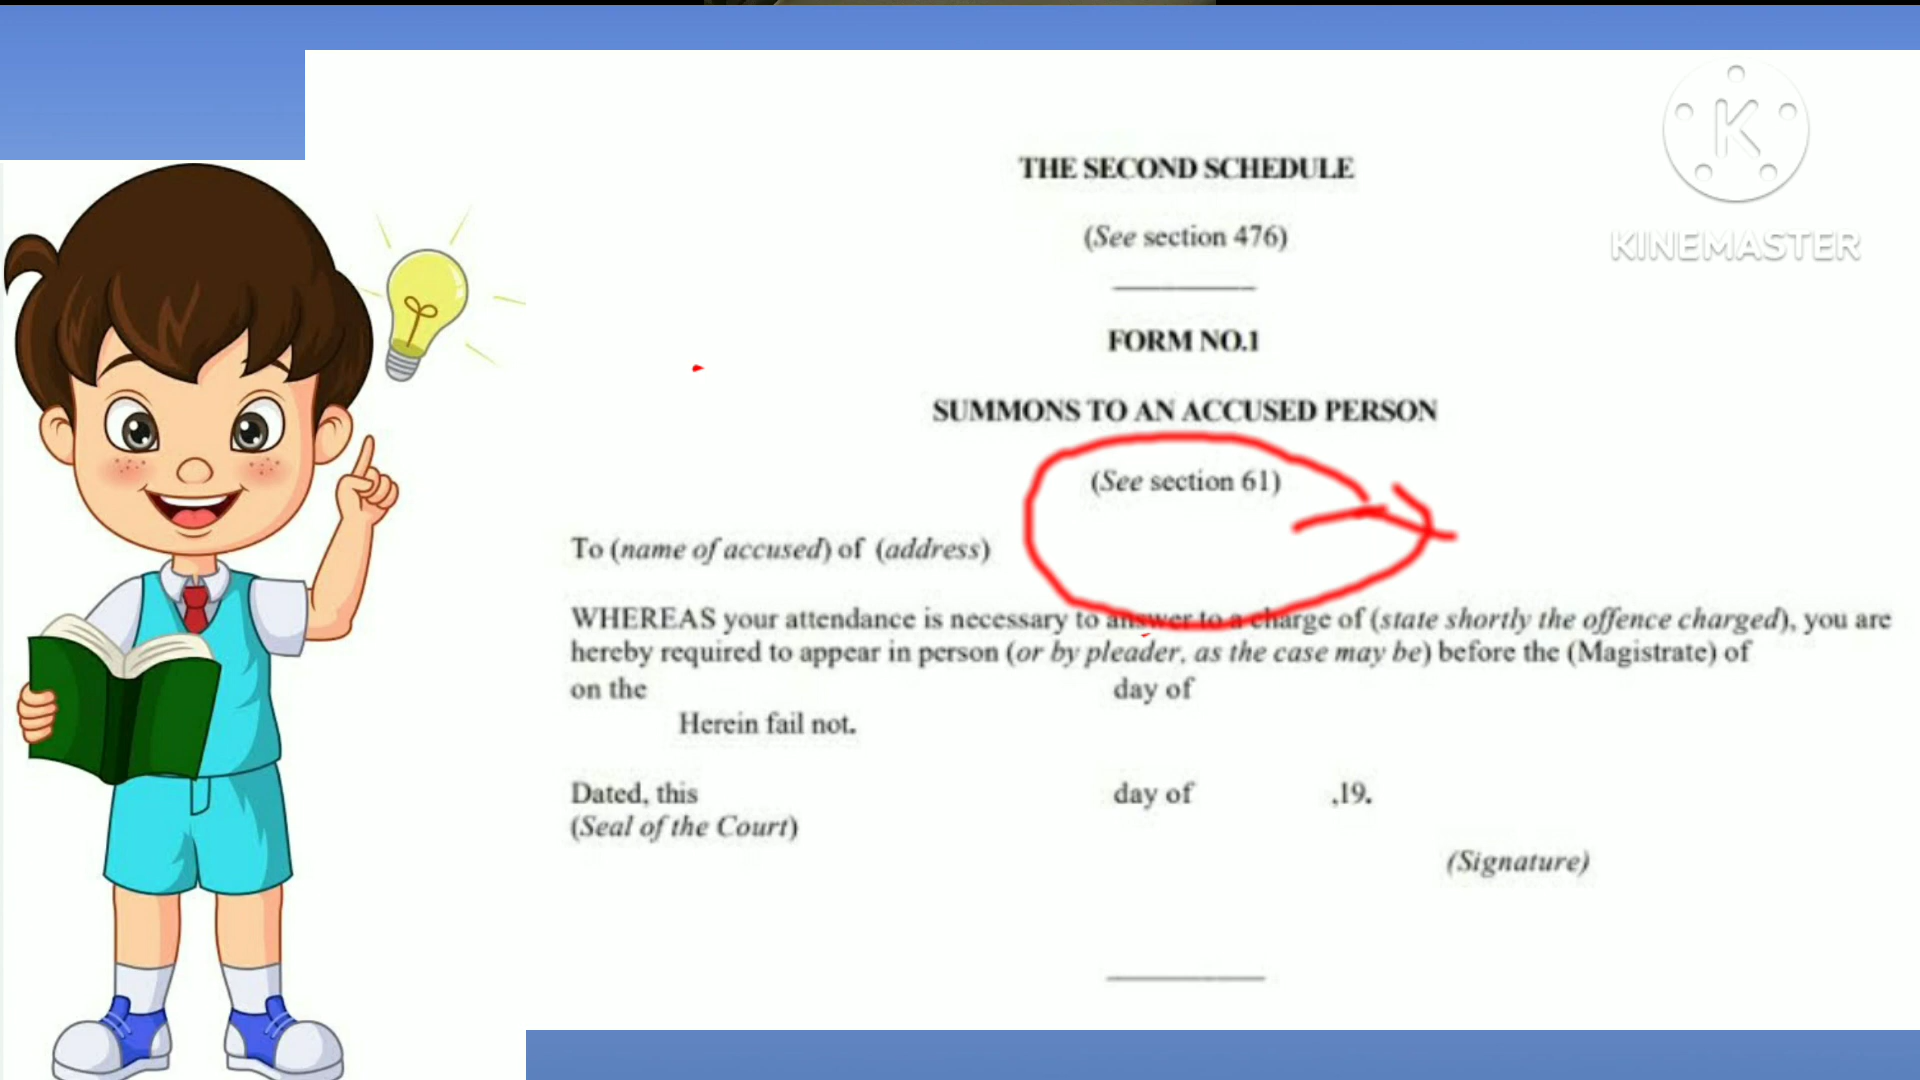 K
KINEMASTER
THE SECOND SCHEDULE
(See section 476)
FORM NO.1
SUMMONS TO AN ACCUSED PERSON
(See section 61)
To (name of accused) of (address)
WHEREAS your attendance is necessary to answer to a charge of (state shortly the offence charged), you are
hereby required to appear in person (or by pleader, as the case may be) before the (Magistrate) of
on the day of
Herein fail not.
Dated, this day of ,19.
(Seal of the Court)
(Signature)